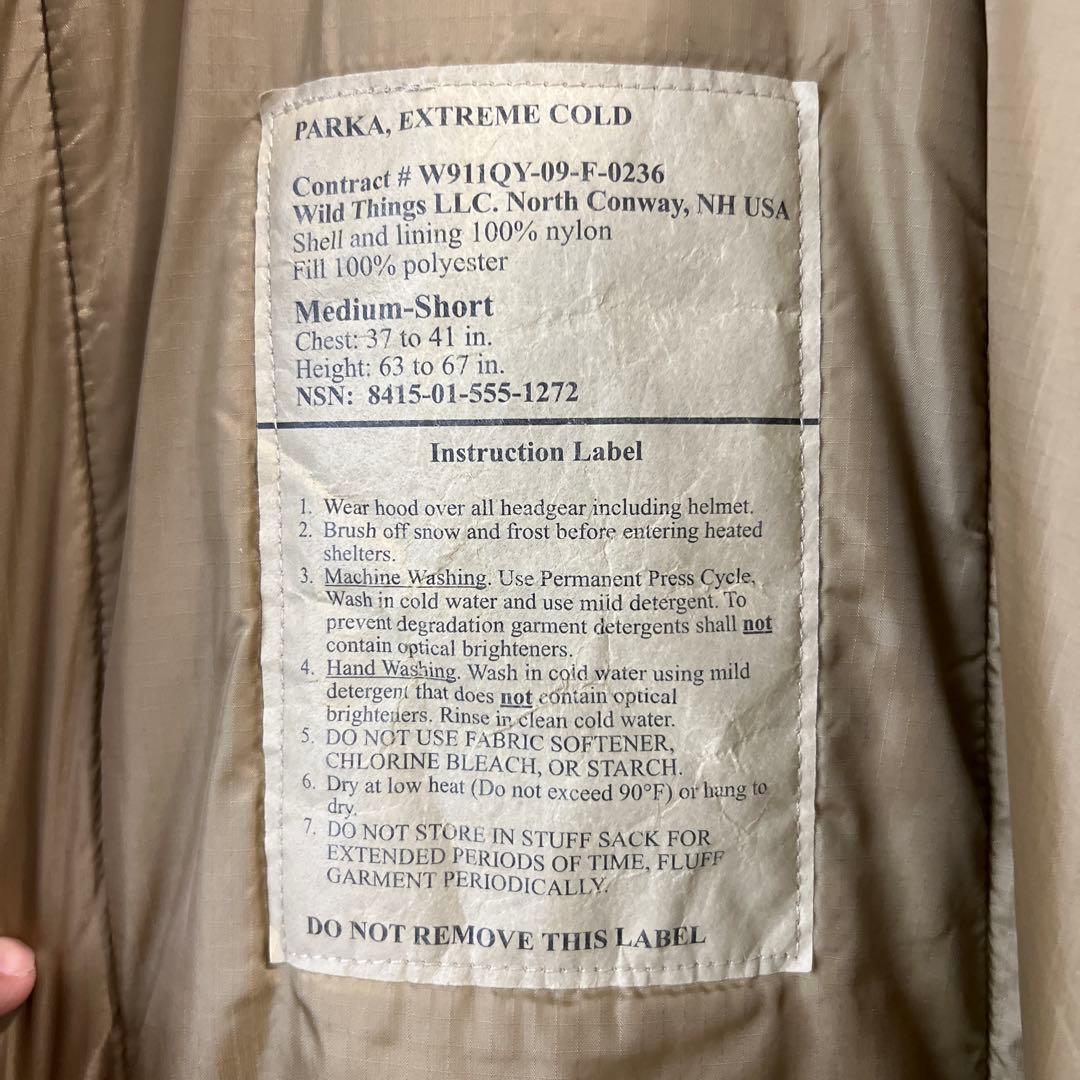 PARKA, EXTREME COLD
Contract # W911QY-09-F-0236
Wild Things LLC. North Conway, NH USA
Shell and lining 100% nylon
Fill 100% polyester
Medium-Short
Chest: 37 to 41 in.
Height: 63 to 67 in.
NSN: 8415-01-555-1272
Instruction Label
1. Wear hood over all headgear including helmet.
2. Brush off snow and frost before entering heated
shelters.
3. Machine Washing. Use Permanent Press Cycle.
Wash in cold water and use mild detergent. To
prevent degradation garment detergents shall not
contain optical brighteners.
4. Hand Washing. Wash in cold water using mild
detergent that does not contain optical
brighteners. Rinse in clean cold water.
5. DO NOT USE FABRIC SOFTENER,
CHLORINE BLEACH, OR STARCH.
6. Dry at low heat (Do not exceed 90°F) or hang to
dry.
7. DO NOT STORE IN STUFF SACK FOR
EXTENDED PERIODS OF TIME, FLUFF
GARMENT PERIODICALLY.
DO NOT REMOVE THIS LABEL